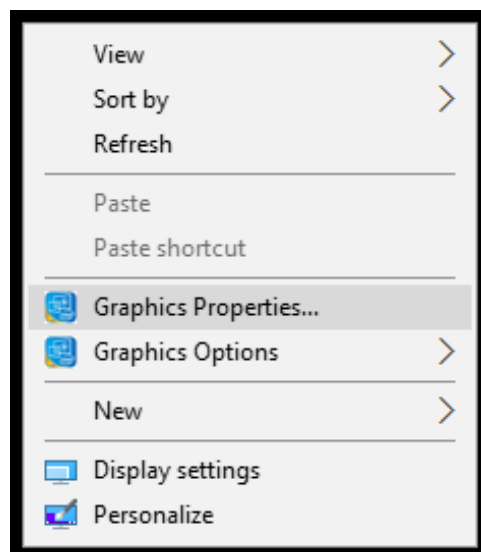 View
Sort by
Refresh
Paste
Paste shortcut
Graphics Properties...
Graphics Options
New
Display settings
Personalize